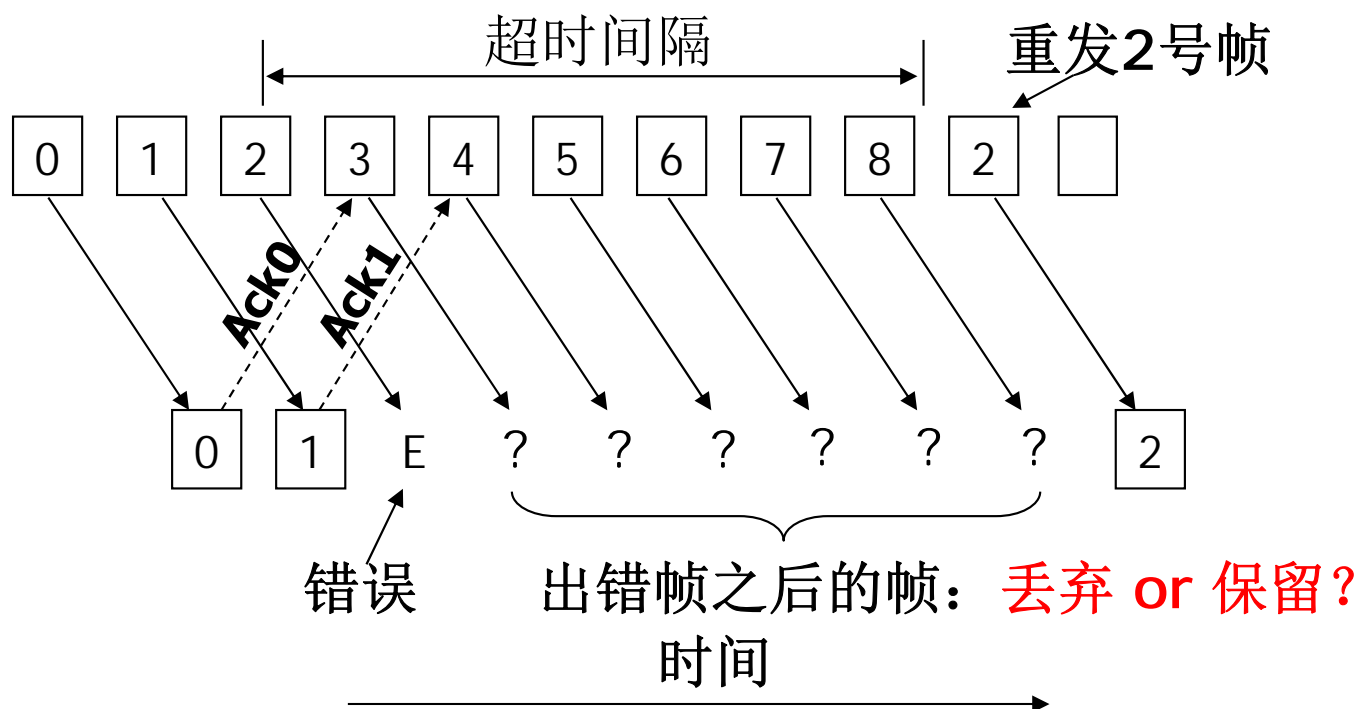 超时间隔
重发2号帧
0 1 2 3 4 5 6 7 8 2
Ack0 Ack1
0 1 E ? ? ? ? ? ? 2
错误
出错帧之后的帧：丢弃 or 保留？
时间